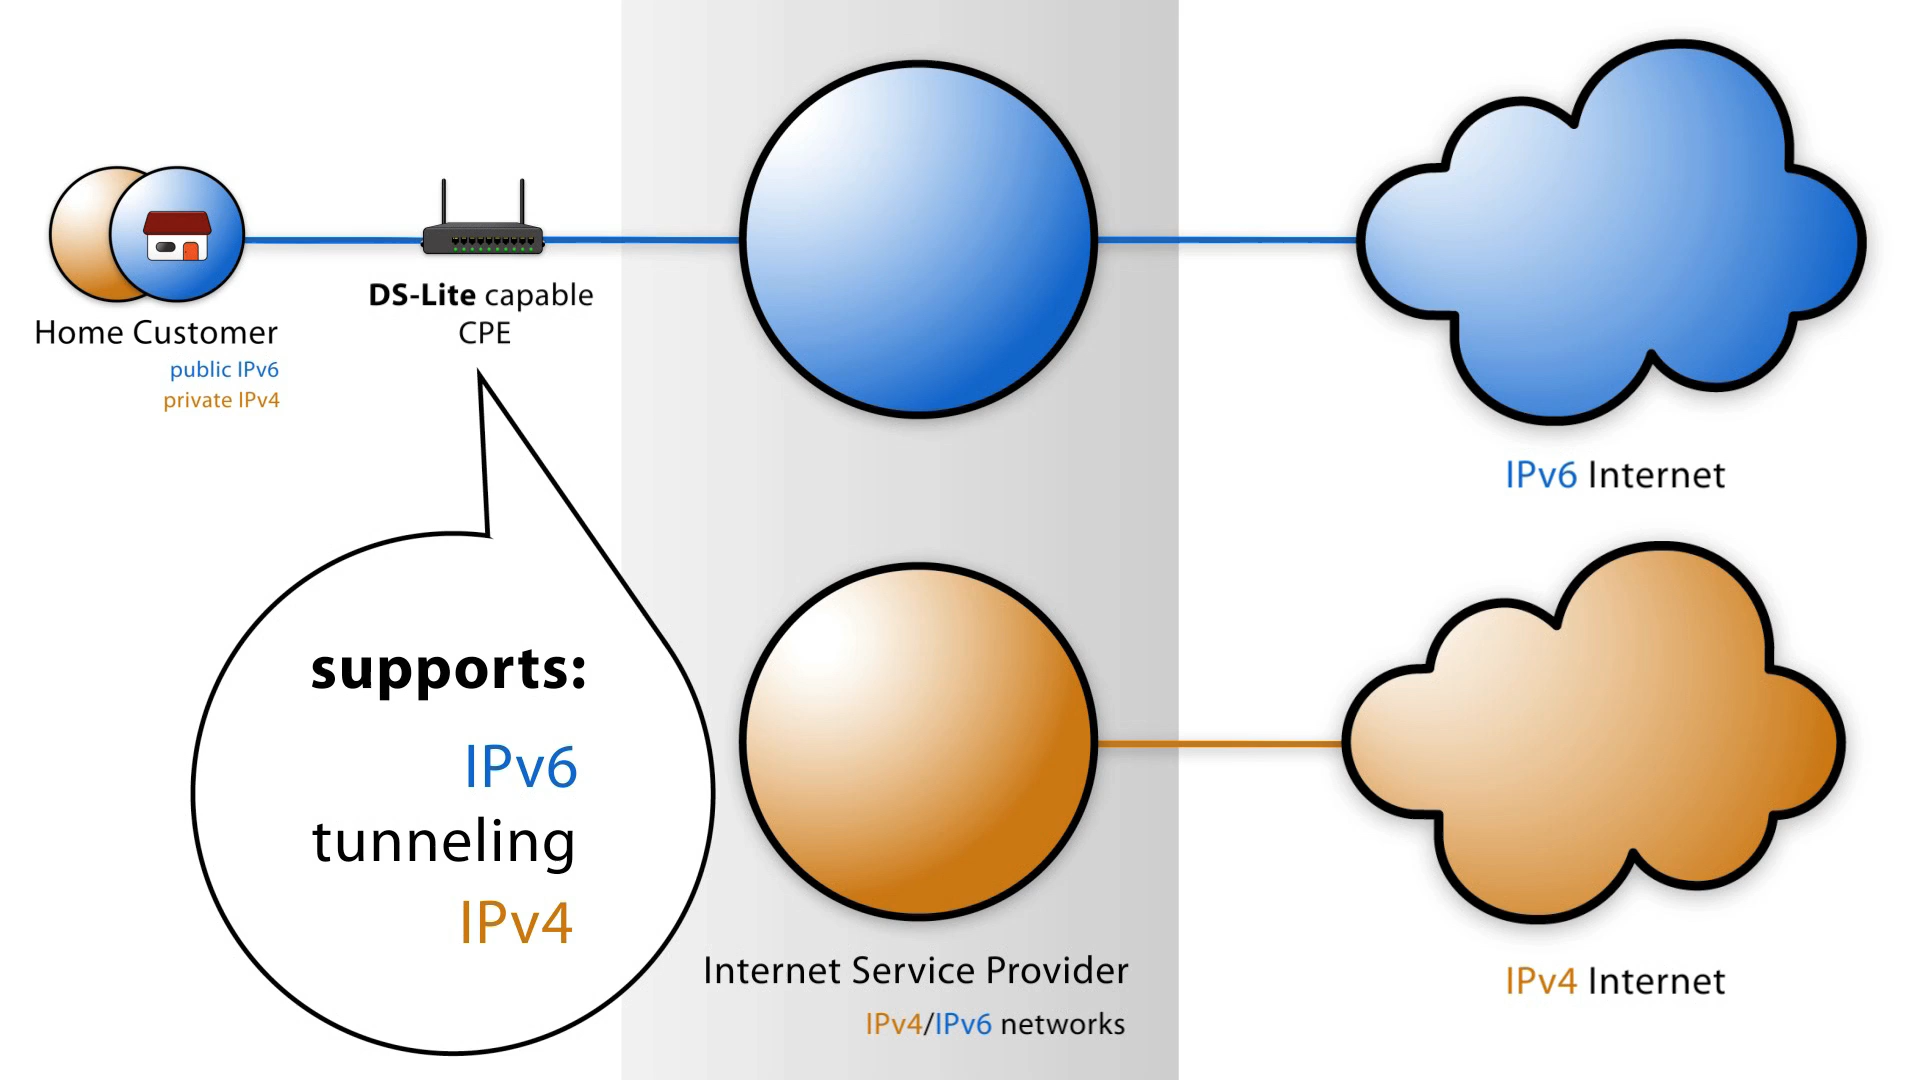 Home Customer
public IPv6
private IPv4
DS-Lite capable
CPE
supports:
IPv6
tunneling
IPv4
Internet Service Provider
IPv4/IPv6 networks
IPv6 Internet
IPv4 Internet